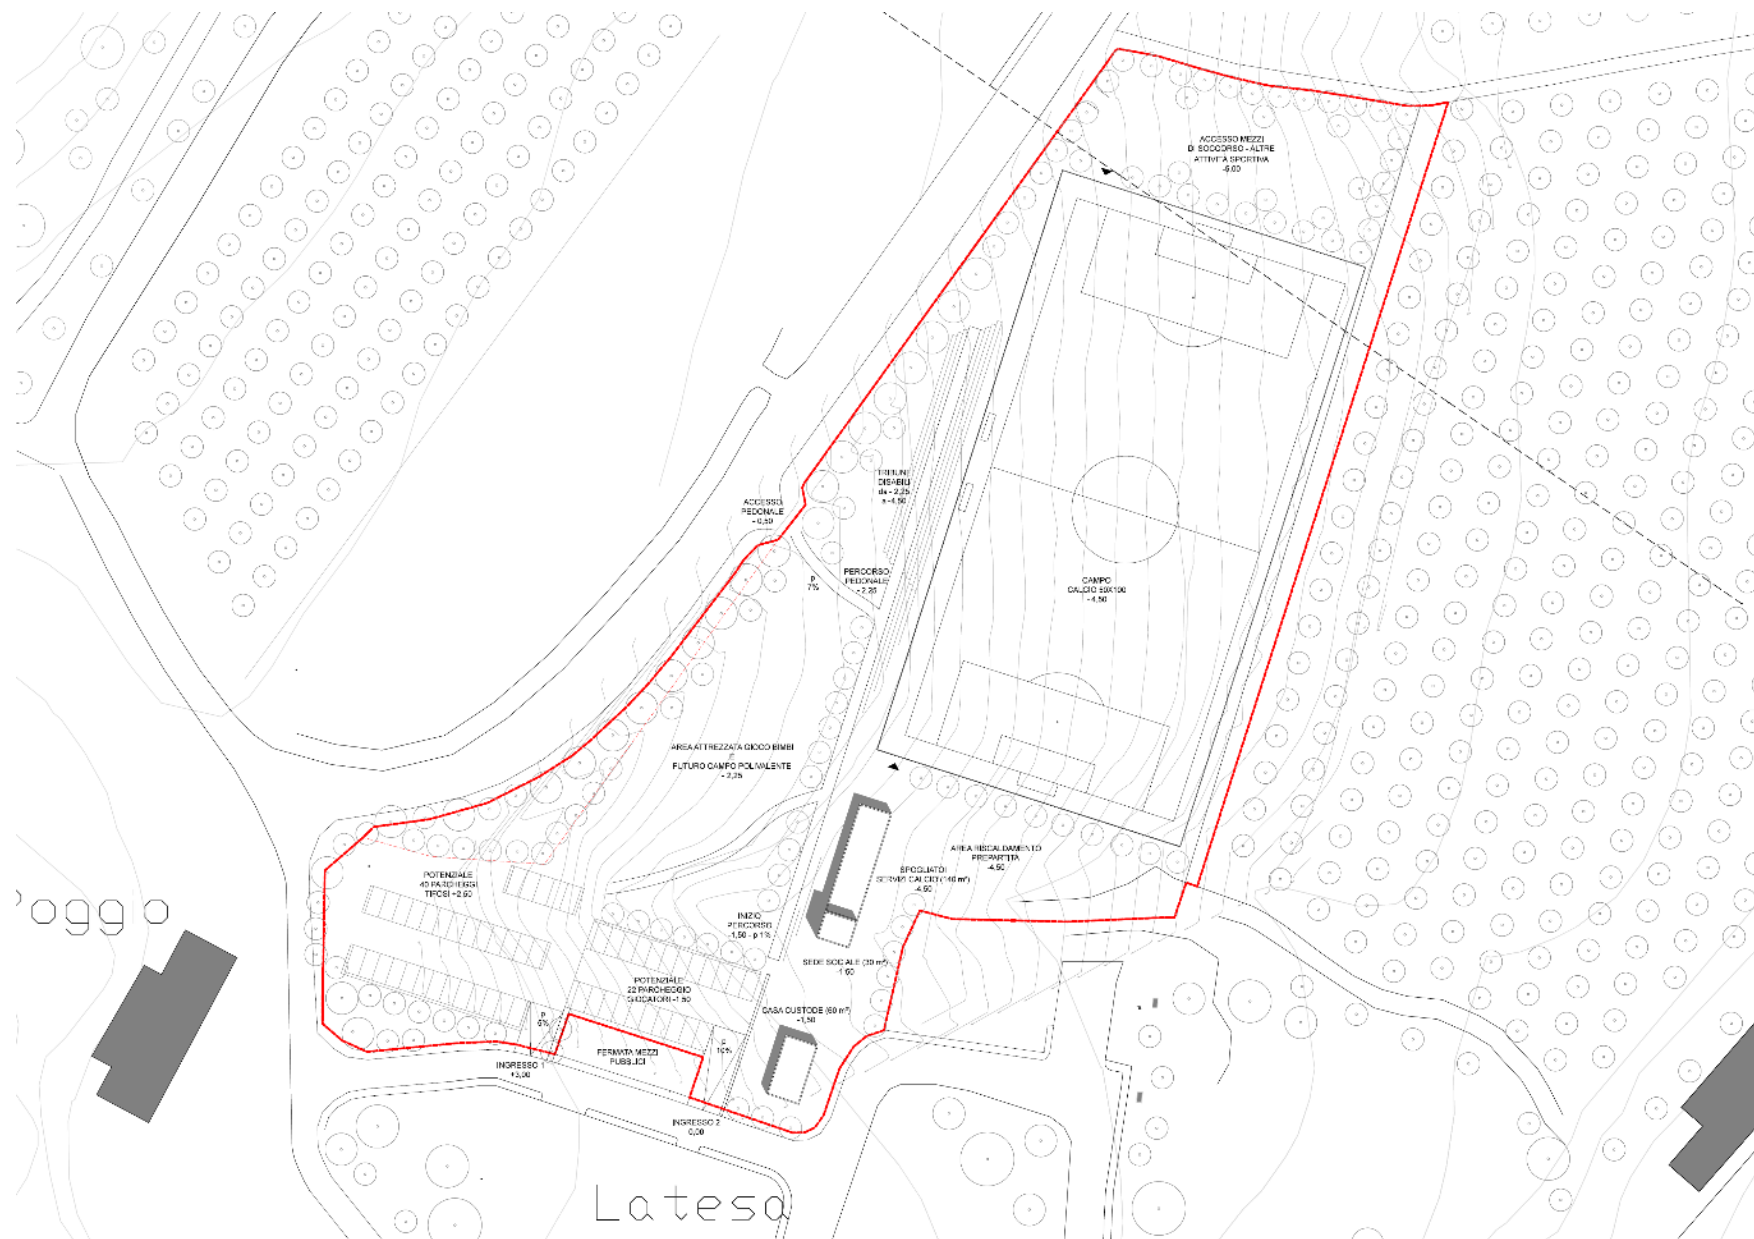 ACCESSO MEZZI
DI SOCCORSO - ALTRE
ATTIVITÀ SPORTIVA
-6,00
TRIBUNE
DISABILI
da - 2,25
a -4,50
ACCESSO
PEDONALE
- 0,50
P
7%
PERCORSO
PEDONALE
- 2,25
CAMPO
CALCIO 60X100
- 4,50
AREA ATTREZZATA GIOCO BIMBI
E
FUTURO CAMPO POLIVALENTE
- 2,25
AREA RISCALDAMENTO
PREPARTITA
-4,50
SPOGLIATOI
SERVIZI CALCIO (140 m²)
-4,50
POTENZIALE
40 PARCHEGGI
TIFOSI +2,60
Poggio
INIZIO
PERCORSO
-1,50 - p 1%
SEDE SOCIALE (30 m²)
-1,50
POTENZIALE
22 PARCHEGGIO
GIOCATORI -1,50
CASA CUSTODE (60 m²)
-1,50
P
5%
P
10%
FERMATA MEZZI
PUBBLICI
INGRESSO 1
+3,00
INGRESSO 2
0,00
Latesa